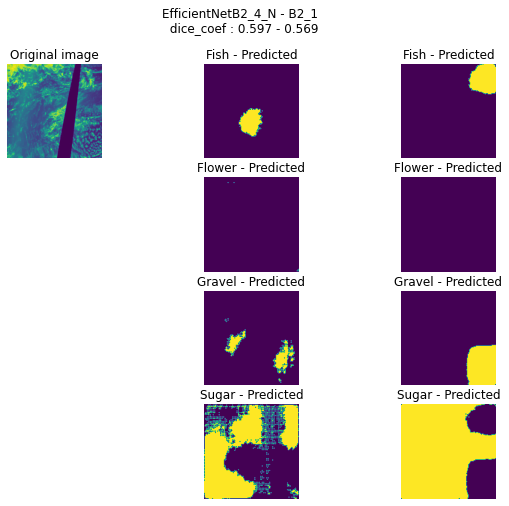 EfficientNetB2_4_N - B2_1
dice_coef : 0.597 - 0.569
Original image
Fish - Predicted
Fish - Predicted
Flower - Predicted
Flower - Predicted
Gravel - Predicted
Gravel - Predicted
Sugar - Predicted
Sugar - Predicted